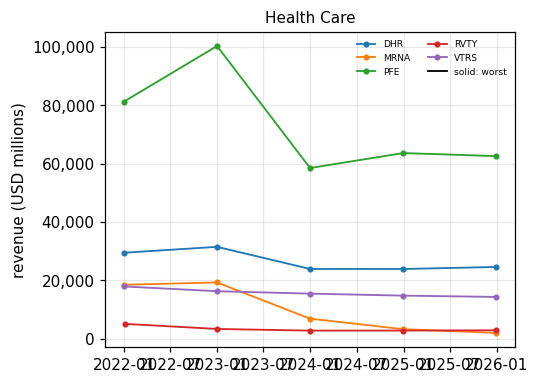 Health Care
DHR
MRNA
PFE
RVTY
VTRS
solid: worst
revenue (USD millions)
100,000
80,000
60,000
40,000
20,000
0
2022-01
2022-07
2023-01
2023-07
2024-01
2024-07
2025-01
2025-07
2026-01